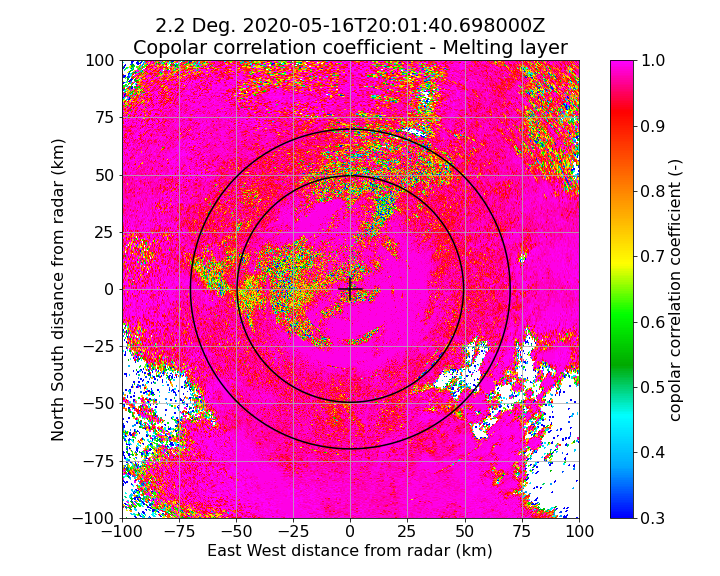 2.2 Deg. 2020-05-16T20:01:40.698000Z
Copolar correlation coefficient - Melting layer
100
75
50
25
0
−25
−50
−75
−100
North South distance from radar (km)
−100 −75 −50 −25 0 25 50 75 100
East West distance from radar (km)
1.0
0.9
0.8
0.7
0.6
0.5
0.4
0.3
copolar correlation coefficient (-)